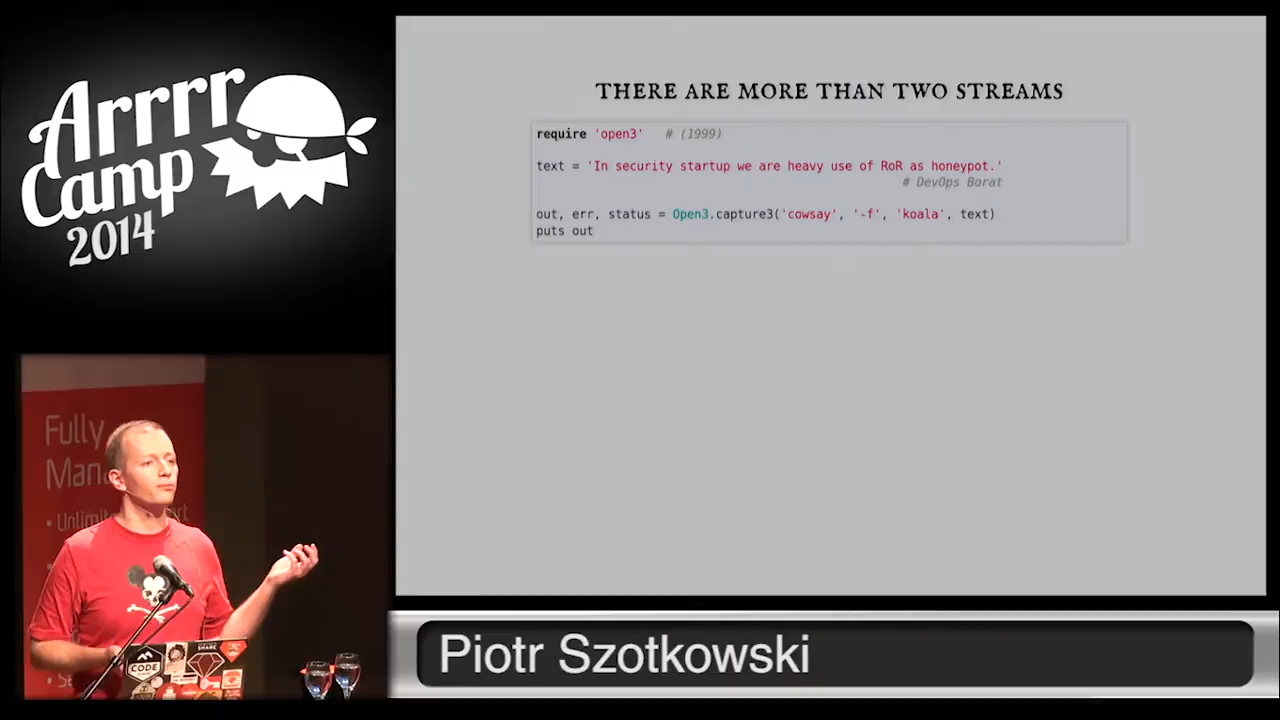 Arrrr
Camp
2014
THERE ARE MORE THAN TWO STREAMS
require 'open3'   # (1999)
text = 'In security startup we are heavy use of RoR as honeypot.'
# DevOps Borat
out, err, status = Open3.capture3('cowsay', '-f', 'koala', text)
puts out
Fully
CODE
SHARE
Piotr Szotkowski